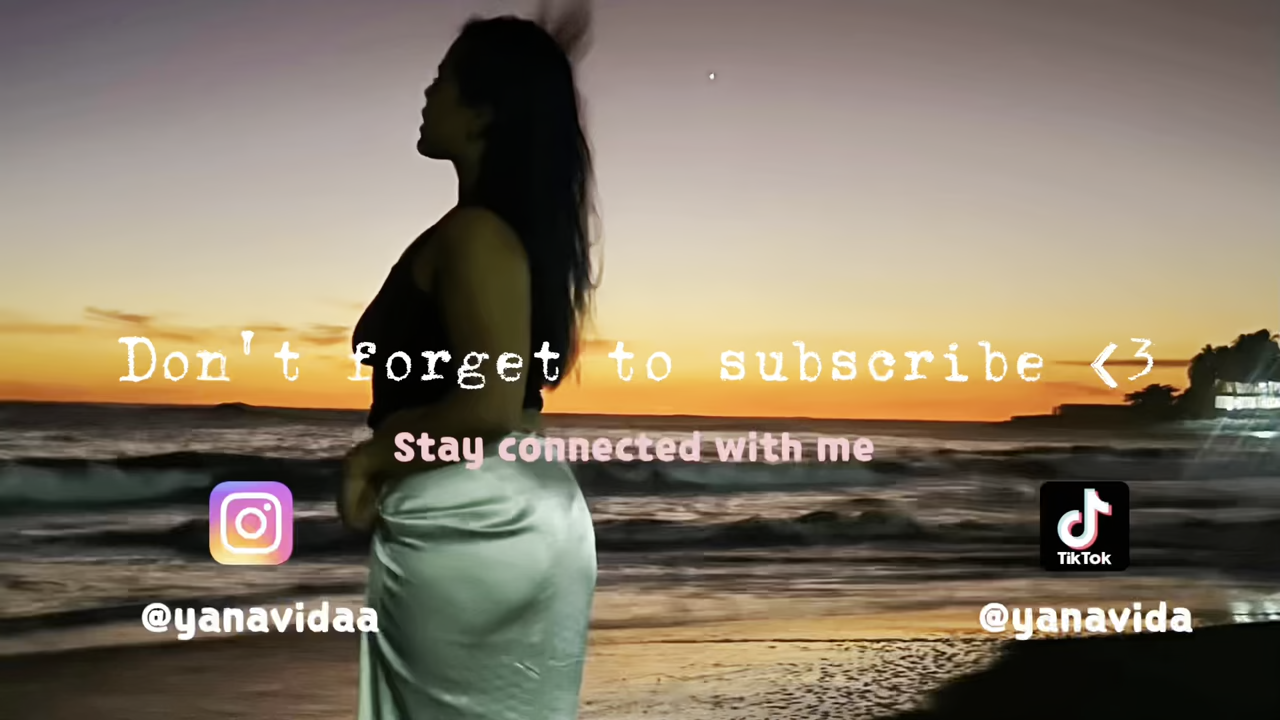 Don't forget to subscribe <3
Stay connected with me
TikTok
@yanavidaa
@yanavida